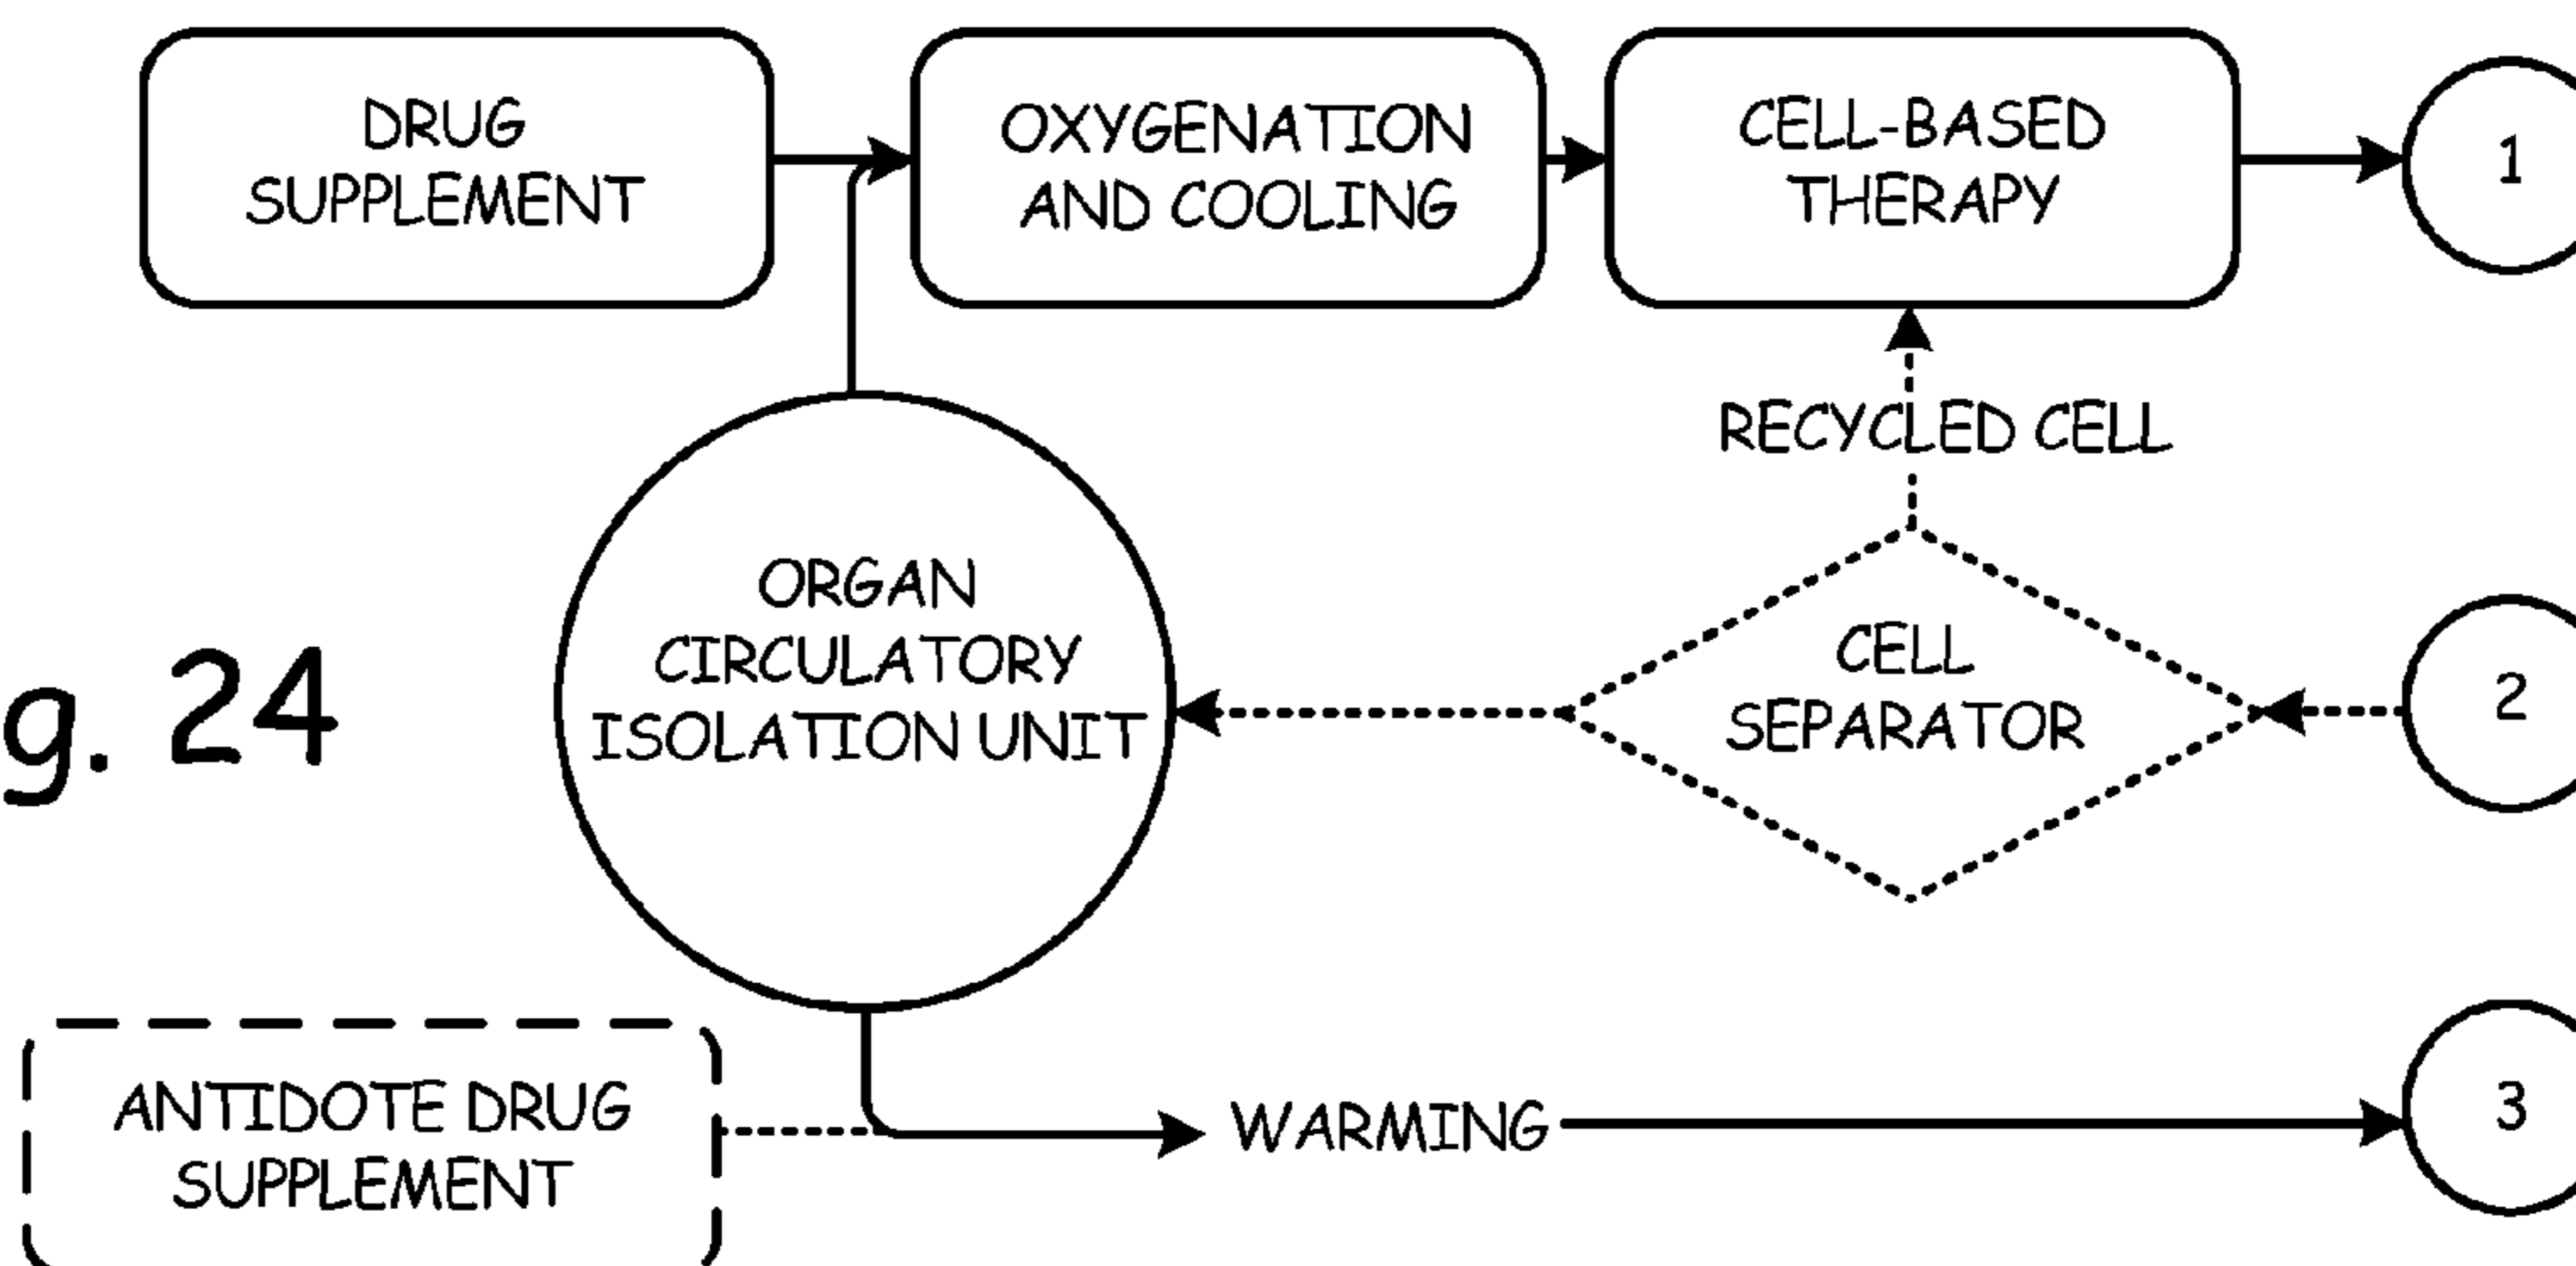 DRUG
SUPPLEMENT
OXYGENATION
AND COOLING
CELL-BASED
THERAPY
1
RECYCLED CELL
ORGAN
CIRCULATORY
ISOLATION UNIT
CELL
SEPARATOR
2
g. 24
ANTIDOTE DRUG
SUPPLEMENT
WARMING
3